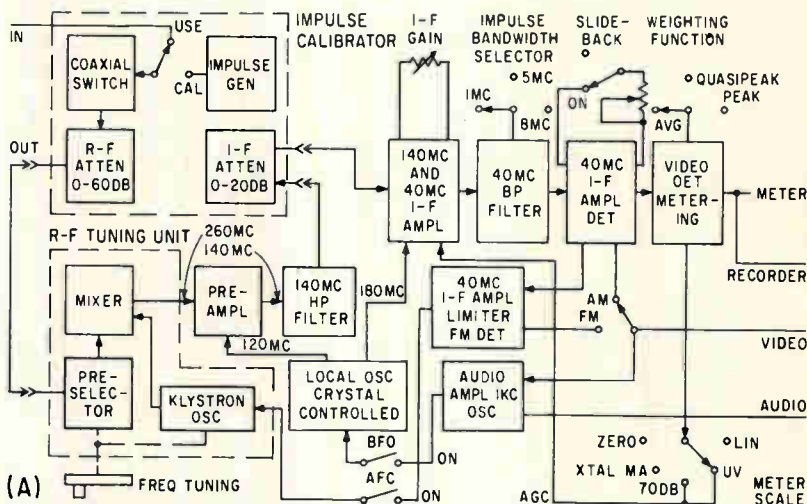 IN
USE
COAXIAL
SWITCH
CAL
IMPULSE
GEN
IMPULSE
CALIBRATOR
OUT
R-F
ATTEN
0-60DB
I-F
ATTEN
0-20DB
I-F
GAIN
IMPULSE
BANDWIDTH
SELECTOR
5MC
1MC
8MC
SLIDE-
BACK
ON
WEIGHTING
FUNCTION
QUASIPEAK
PEAK
AVG
140MC
AND
40MC
I-F
AMPL
40MC
BP
FILTER
40MC
I-F
AMPL
DET
VIDEO
DET
METER-
ING
METER
RECORDER
R-F TUNING UNIT
260MC
140MC
MIXER
PRE-
AMPL
140MC
HP
FILTER
180MC
120MC
40MC
I-F AMPL
LIMITER
FM DET
AM
FM
VIDEO
PRE-
SELEC-
TOR
KLYSTRON
OSC
LOCAL OSC
CRYSTAL
CONTROLLED
AUDIO
AMPL IKC
OSC
AUDIO
BFO
ON
AFC
ON
ZERO
LIN
XTAL MA
UV
70DB
METER
SCALE
AGC
(A)
FREQ TUNING